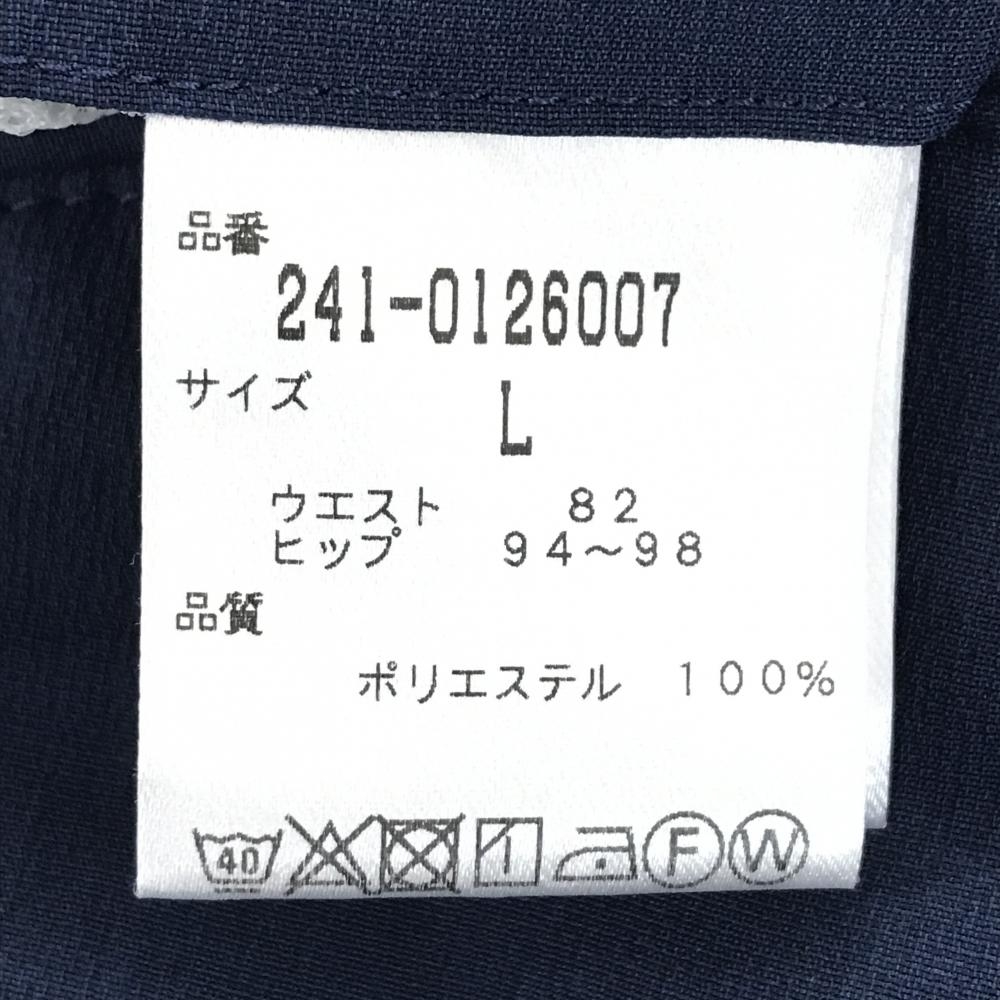 品番
241-0126007
サイズ
L
ウエスト 82
ヒップ 94~98
品質
ポリエステル 100%
40 F W